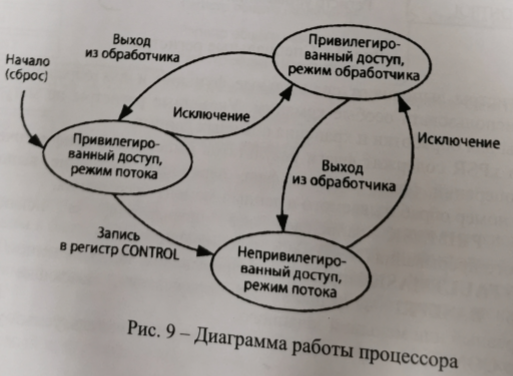 Начало
(сброс)
Выход
из обработчика
Привилегиро-
ванный доступ,
режим обработчика
Исключение
Исключение
Привилегиро-
ванный доступ,
режим потока
Выход
из обработчика
Запись
в регистр CONTROL
Непривилегиро-
ванный доступ,
режим потока
Рис. 9 – Диаграмма работы процессора